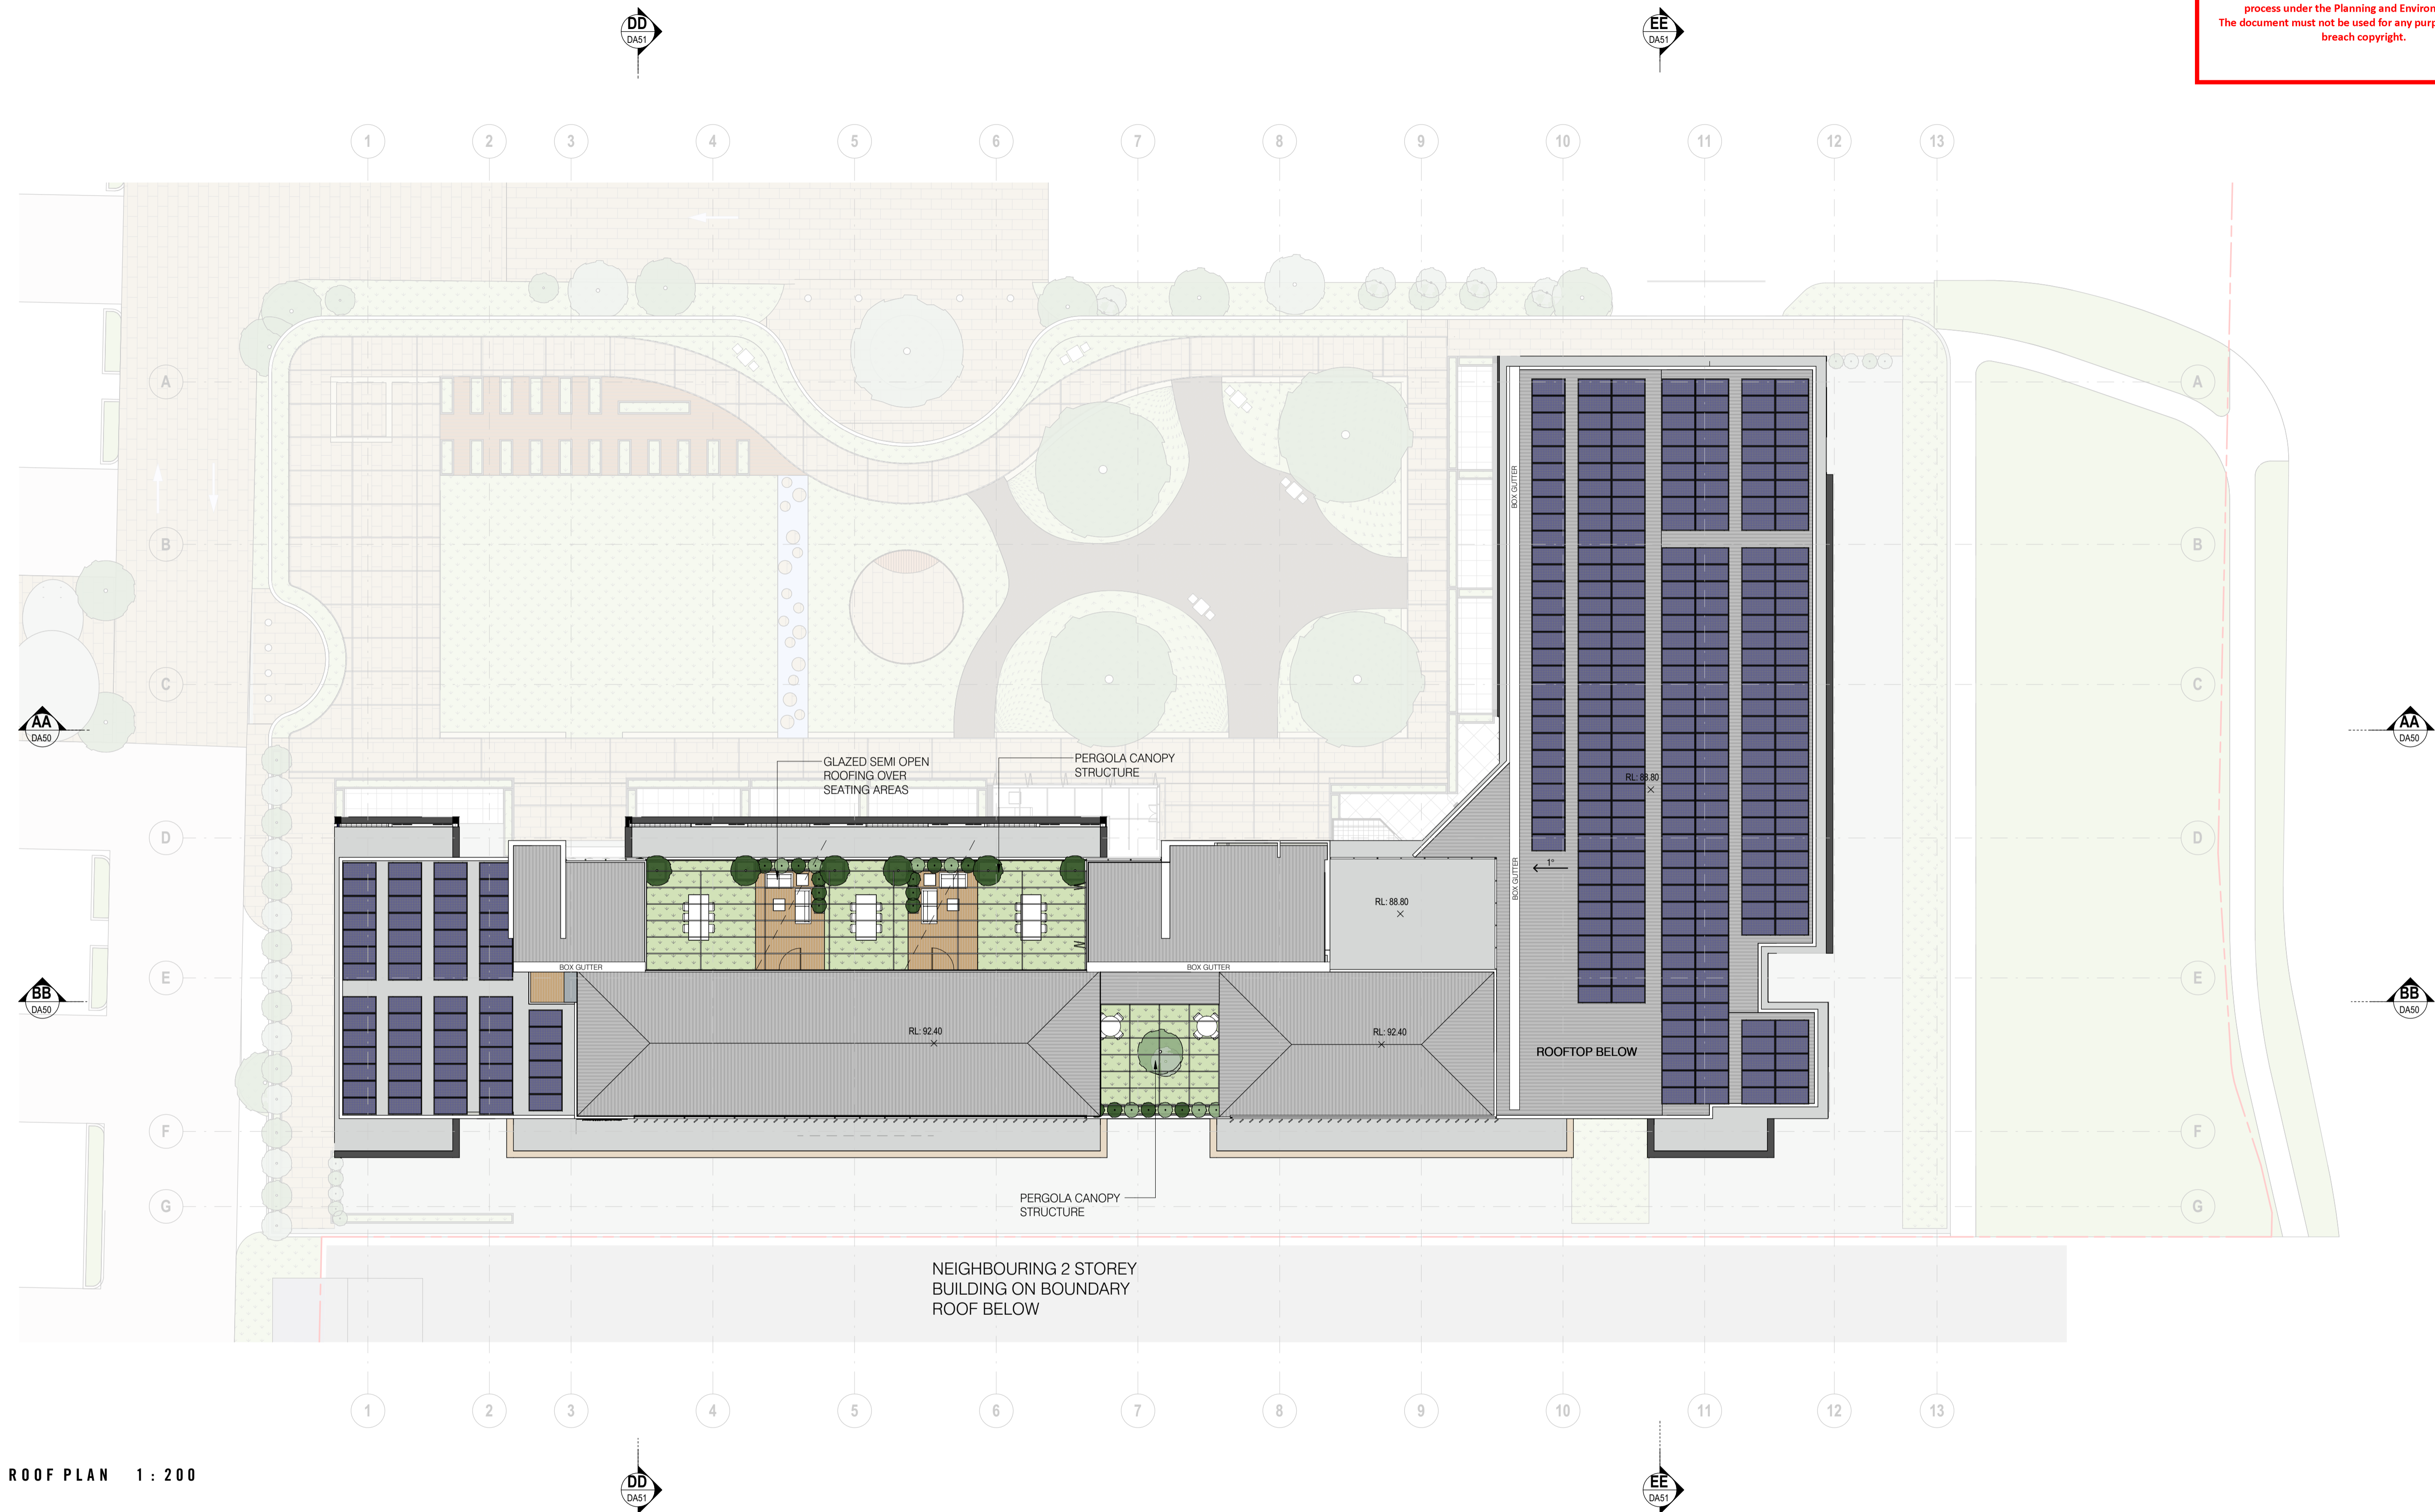 process under the Planning and Environ
The document must not be used for any purp
breach copyright.
DD
DA51
EE
DA51
1 2 3 4 5 6 7 8 9 10 11 12 13
A A
B B
C C
AA
DA50
AA
DA50
BOX GUTTER
GLAZED SEMI OPEN
ROOFING OVER
SEATING AREAS
PERGOLA CANOPY
STRUCTURE
RL: 88.80
D D
1°
BOX GUTTER
RL: 88.80
BOX GUTTER
BOX GUTTER
E E
BB
DA50
BB
DA50
RL: 92.40
RL: 92.40
ROOFTOP BELOW
F F
PERGOLA CANOPY
STRUCTURE
G G
NEIGHBOURING 2 STOREY
BUILDING ON BOUNDARY
ROOF BELOW
1 2 3 4 5 6 7 8 9 10 11 12 13
ROOF PLAN 1 : 200
DD
DA51
EE
DA51